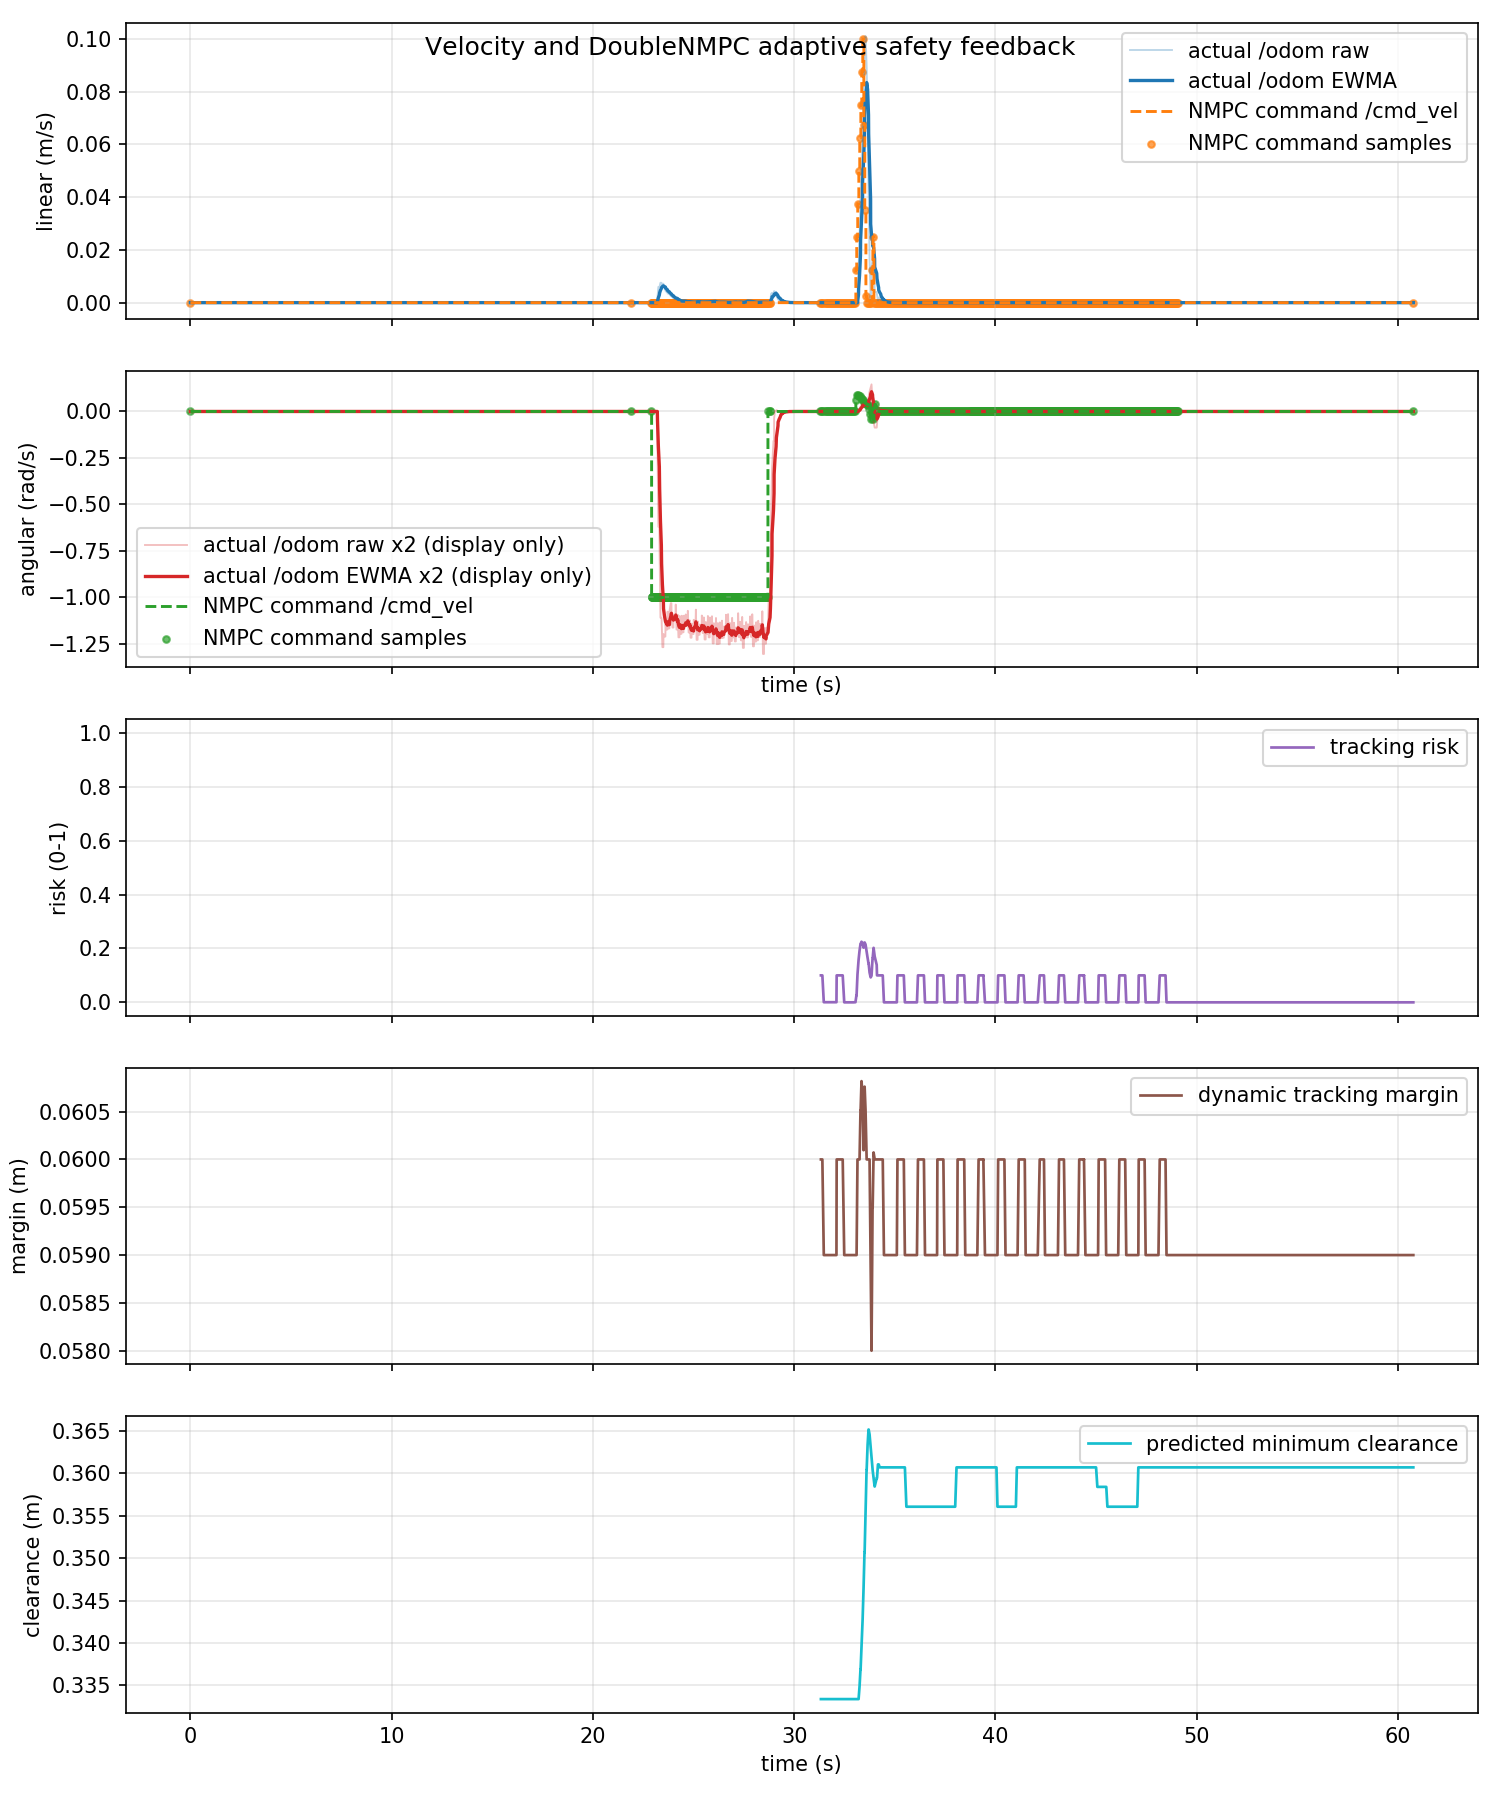 Velocity and DoubleNMPC adaptive safety feedback
linear (m/s)
0.10
0.08
0.06
0.04
0.02
0.00
actual /odom raw
actual /odom EWMA
NMPC command /cmd_vel
NMPC command samples
angular (rad/s)
0.00
−0.25
−0.50
−0.75
−1.00
−1.25
actual /odom raw x2 (display only)
actual /odom EWMA x2 (display only)
NMPC command /cmd_vel
NMPC command samples
time (s)
risk (0-1)
1.0
0.8
0.6
0.4
0.2
0.0
tracking risk
margin (m)
0.0605
0.0600
0.0595
0.0590
0.0585
0.0580
dynamic tracking margin
clearance (m)
0.365
0.360
0.355
0.350
0.345
0.340
0.335
predicted minimum clearance
0 10 20 30 40 50 60
time (s)